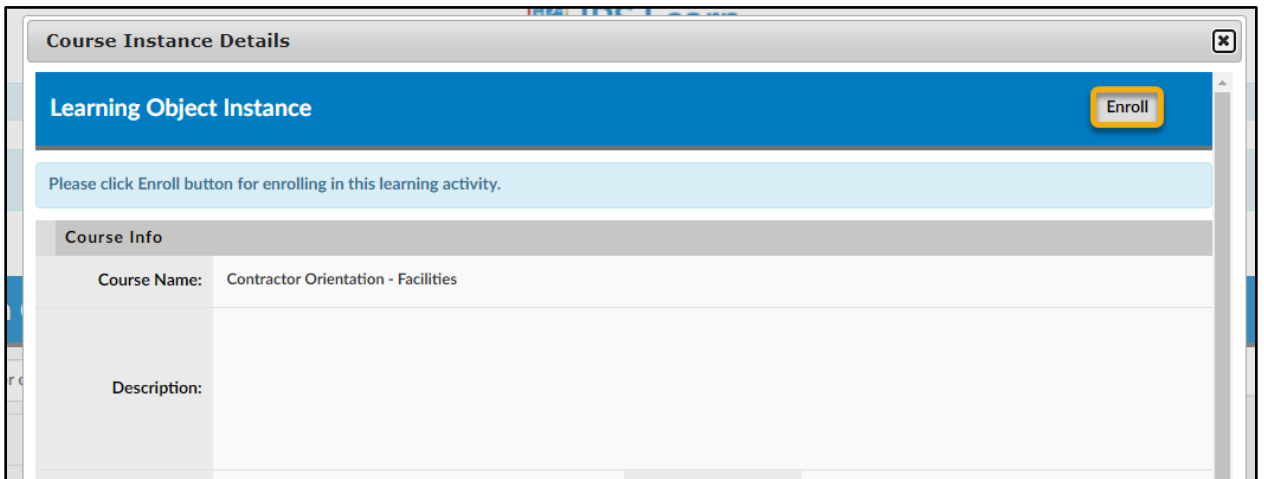 Course Instance Details
Learning Object Instance
Enroll
Please click Enroll button for enrolling in this learning activity.
Course Info
Course Name: Contractor Orientation - Facilities
Description: